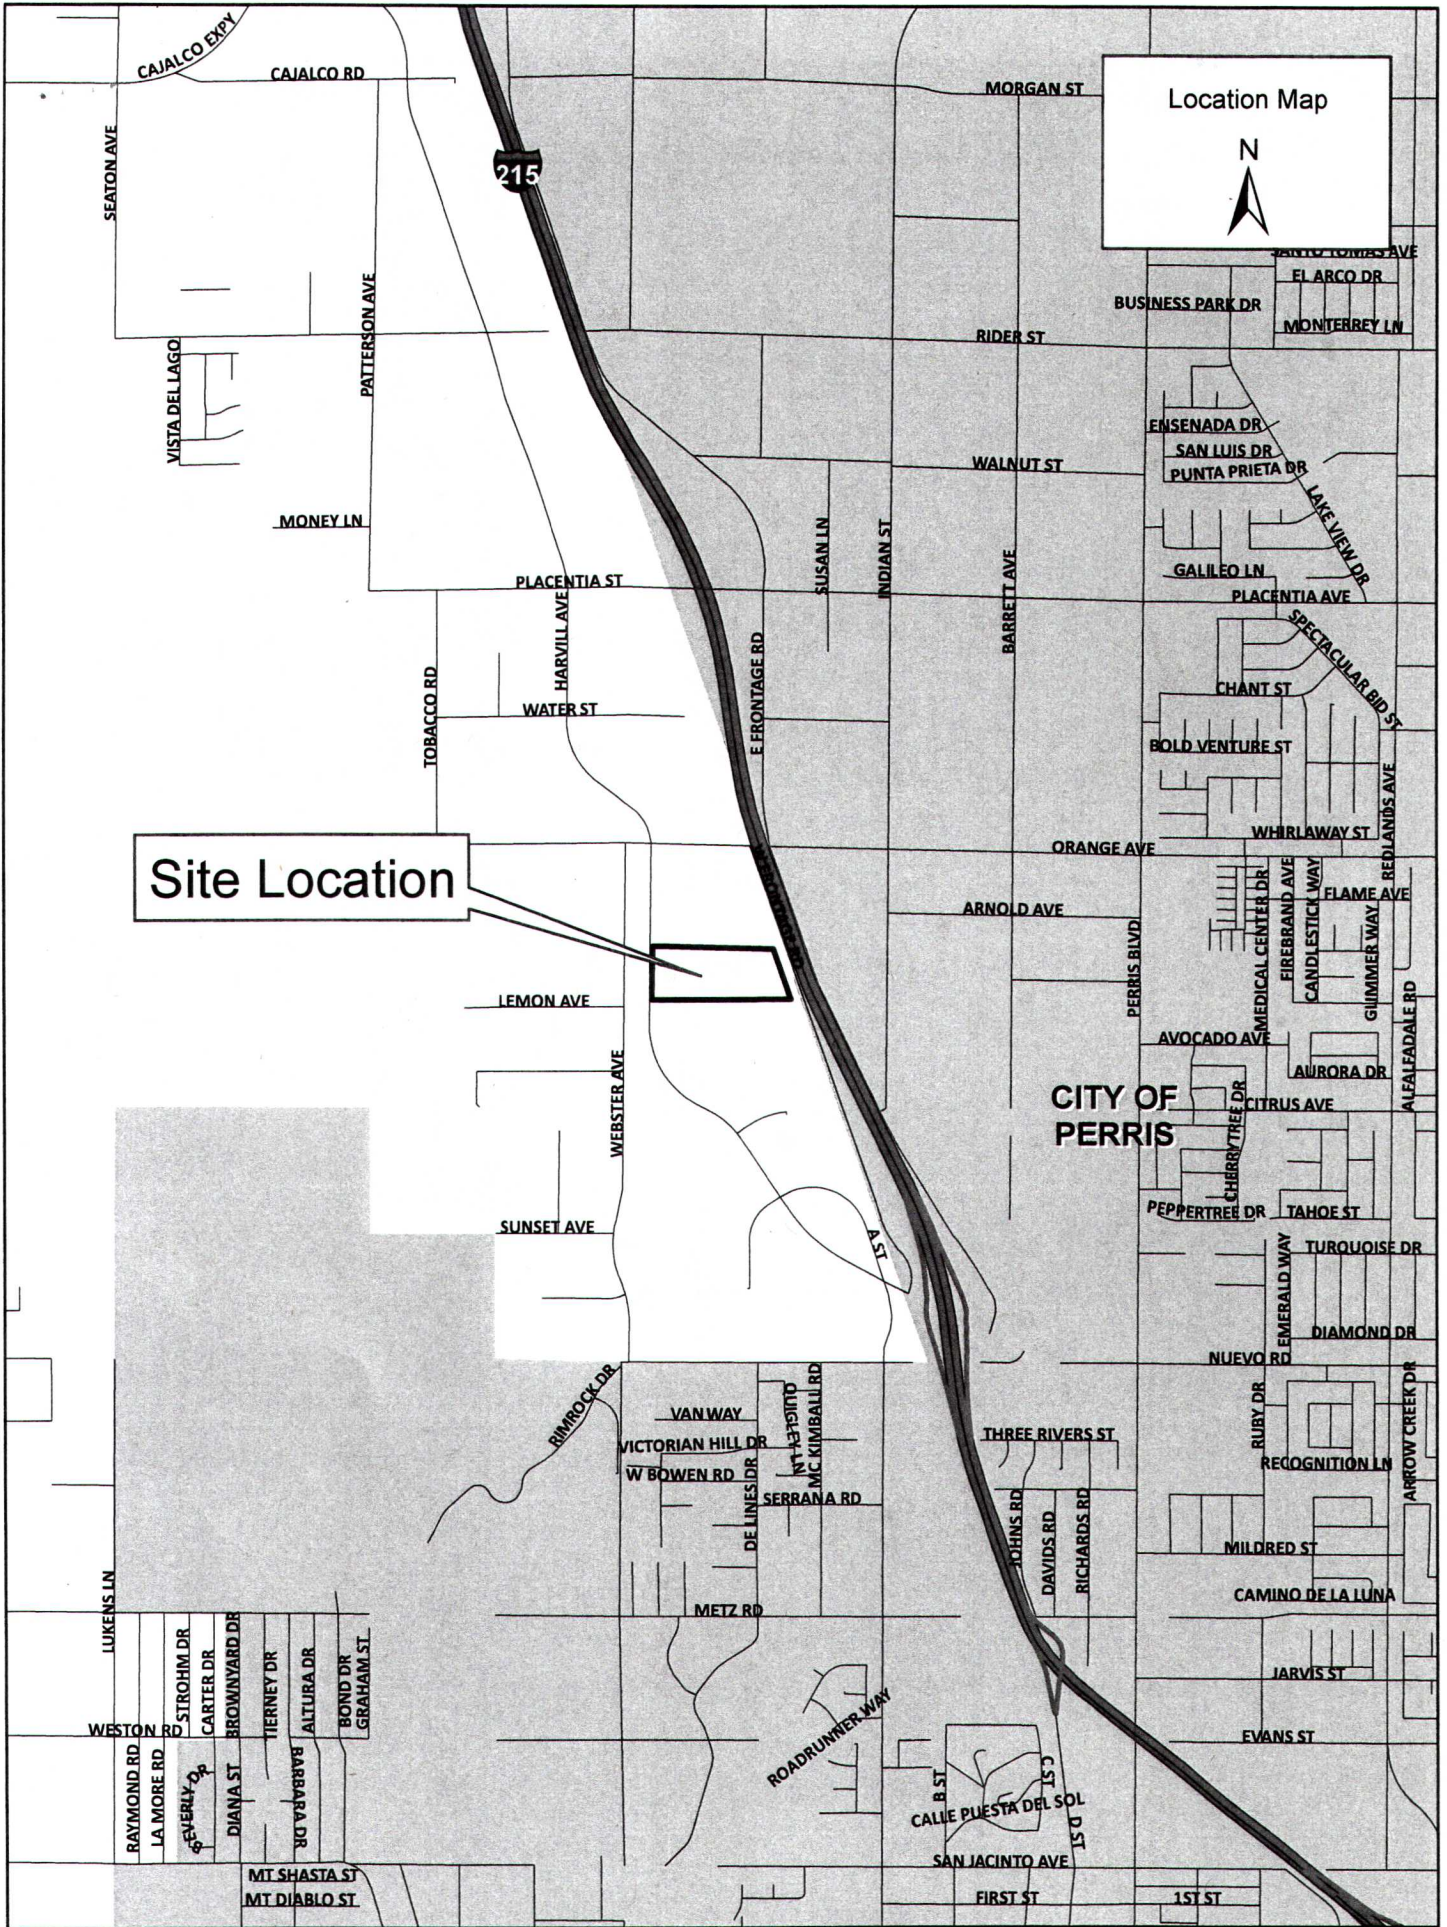 CAJALCO EXPY
CAJALCO RD
MORGAN ST
Location Map
N
SEATON AVE
215
SANTO TOMAS AVE
EL ARCO DR
BUSINESS PARK DR
MONTERREY LN
PATTERSON AVE
RIDER ST
VISTA DEL LAGO
ENSENADA DR
SAN LUIS DR
PUNTA PRIETA DR
WALNUT ST
LAKE VIEW DR
MONEY LN
SUSAN LN
INDIAN ST
BARRETT AVE
GALILEO LN
PLACENTIA ST
PLACENTIA AVE
HARVILL AVE
SPECTACULAR BID ST
TOBACCO RD
E FRONTAGE RD
CHANT ST
WATER ST
BOLD VENTURE ST
REDLANDS AVE
WHIRLAWAY ST
ORANGE AVE
Site Location
MEDICAL CENTER DR
FIREBRAND AVE
CANDLESTICK WAY
FLAME AVE
GLIMMER WAY
ARNOLD AVE
PERRIS BLVD
LEMON AVE
ALFALFADALE RD
AVOCADO AVE
AURORA DR
WEBSTER AVE
CITY OF
PERRIS
CHERRYTREE DR
CITRUS AVE
PEPPERTREE DR
TAHOE ST
SUNSET AVE
A ST
EMERALD WAY
TURQUOISE DR
DIAMOND DR
NUEVO RD
RIMROCK DR
VAN WAY
QUIGLEY LN
MC KIMBALL RD
VICTORIAN HILL DR
W BOWEN RD
DE LINES DR
SERRANA RD
THREE RIVERS ST
RUBY DR
RECOGNITION LN
ARROW CREEK DR
JOHNS RD
DAVIDS RD
RICHARDS RD
MILDRED ST
LUKENS LN
CAMINO DE LA LUNA
METZ RD
STROHM DR
CARTER DR
BROWNYARD DR
TIERNEY DR
ALTURA DR
BOND DR
GRAHAM ST
JARVIS ST
WESTON RD
EVANS ST
ROADRUNNER WAY
RAYMOND RD
LA MORE RD
BEVERLY DR
DIANA ST
BARBARA DR
B ST
C ST
CALLE PUESTA DEL SOL
D ST
SAN JACINTO AVE
MT SHASTA ST
MT DIABLO ST
FIRST ST
1ST ST